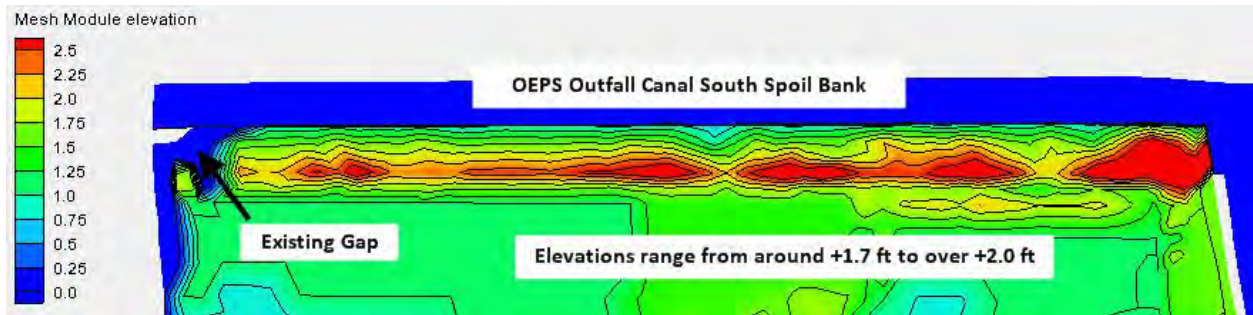 Mesh Module elevation
2.5
2.25
2.0
1.75
1.5
1.25
1.0
0.75
0.5
0.25
0.0
OEPS Outfall Canal South Spoil Bank
Existing Gap
Elevations range from around +1.7 ft to over +2.0 ft